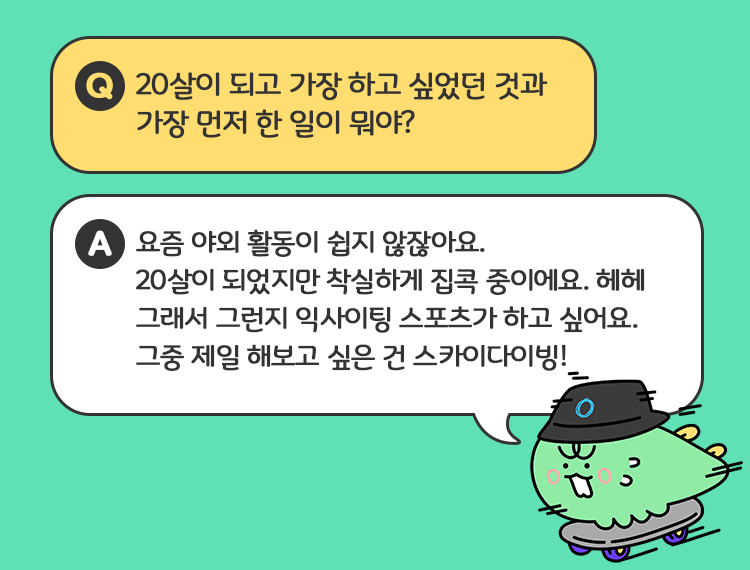 Q 20살이 되고 가장 하고 싶었던 것과
가장 먼저 한 일이 뭐야?
A 요즘 야외 활동이 쉽지 않잖아요.
20살이 되었지만 착실하게 집콕 중이에요. 헤헤
그래서 그런지 익사이팅 스포츠가 하고 싶어요.
그중 제일 해보고 싶은 건 스카이다이빙!